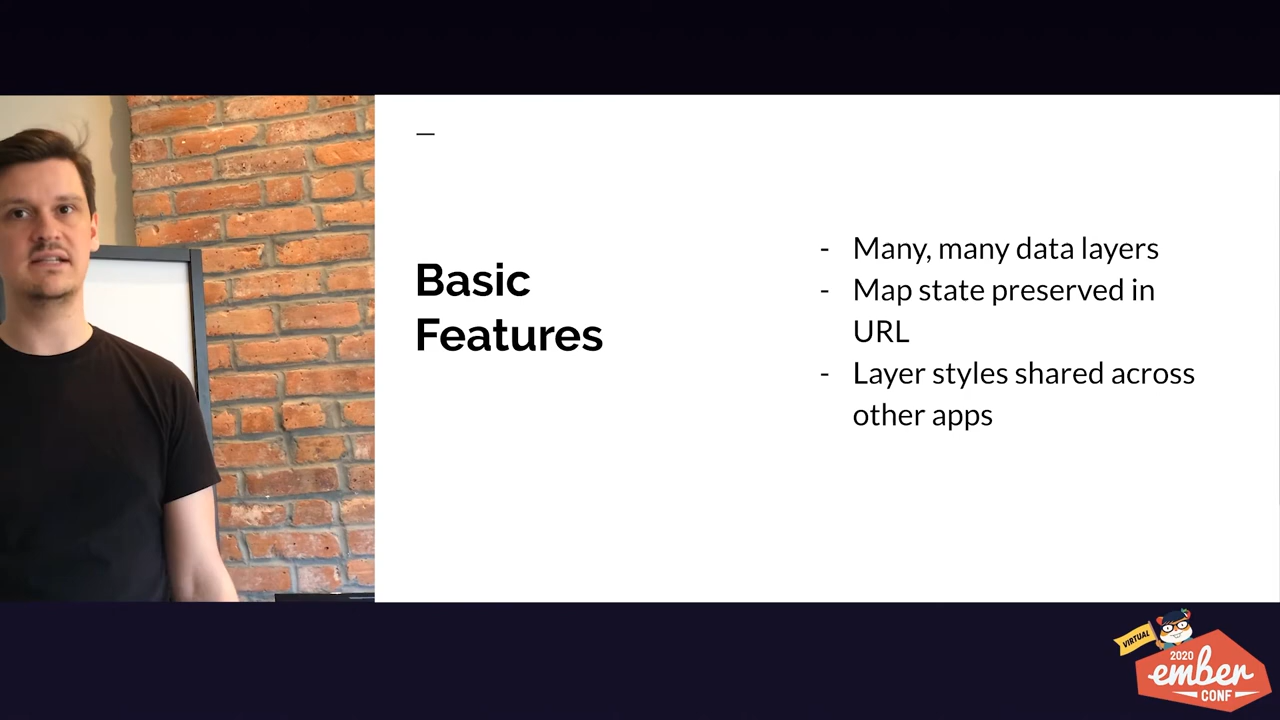 —
Basic
Features
- Many, many data layers
- Map state preserved in
URL
- Layer styles shared across
other apps
VIRTUAL
2020
ember
CONF